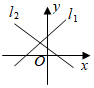 l₂ y l₁
O x